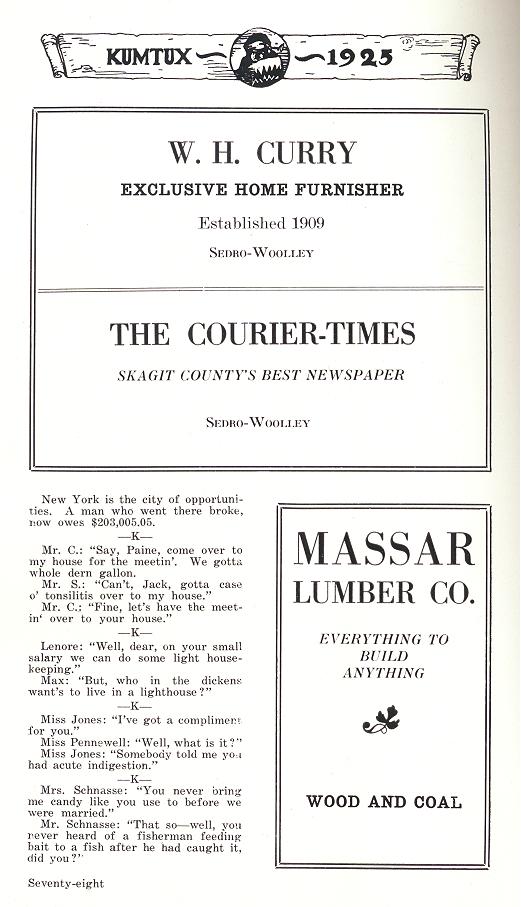 KUMTUX 1925
W. H. CURRY
EXCLUSIVE HOME FURNISHER
Established 1909
SEDRO-WOOLLEY
THE COURIER-TIMES
SKAGIT COUNTY'S BEST NEWSPAPER
SEDRO-WOOLLEY
New York is the city of opportuni-
ties. A man who went there broke,
now owes $203,005.05.
—K—
Mr. C.: "Say, Paine, come over to
my house for the meetin'. We gotta
whole dern gallon.
Mr. S.: "Can't, Jack, gotta case
o' tonsilitis over to my house."
Mr. C.: "Fine, let's have the meet-
in' over to your house."
—K—
Lenore: "Well, dear, on your small
salary we can do some light house-
keeping."
Max: "But, who in the dickens
want's to live in a lighthouse?"
—K—
Miss Jones: "I've got a compliment
for you."
Miss Pennewell: "Well, what is it?"
Miss Jones: "Somebody told me you
had acute indigestion."
—K—
Mrs. Schnasse: "You never bring
me candy like you use to before we
were married."
Mr. Schnasse: "That so—well, you
never heard of a fisherman feeding
bait to a fish after he had caught it,
did you?"
Seventy-eight
MASSAR
LUMBER CO.
EVERYTHING TO
BUILD
ANYTHING
WOOD AND COAL